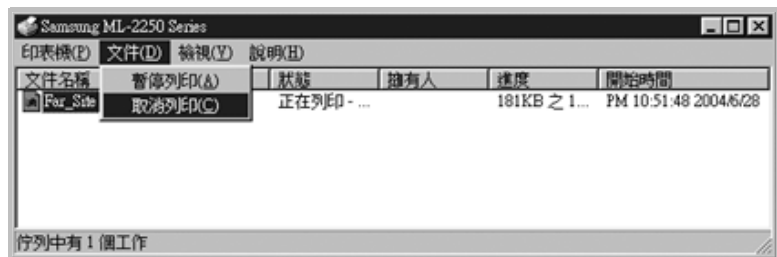 Samsung ML-2250 Series
印表機(P) 文件(D) 檢視(V) 說明(H)
文件名稱 狀態 擁有人 進度 開始時間
暫停列印(A)
Far_Site 正在列印 - ... 181KB 之 1... PM 10:51:48 2004/6/28
取消列印(C)
佇列中有 1 個工作